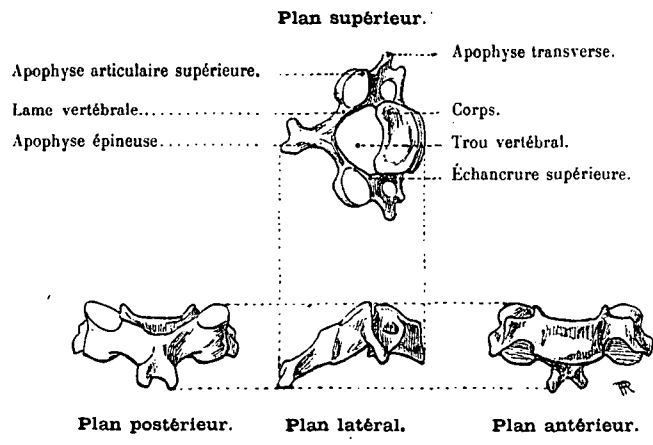 Plan supérieur.
Apophyse transverse.
Apophyse articulaire supérieure.
Lame vertébrale
Corps.
Apophyse épineuse
Trou vertébral.
Échancrure supérieure.
Plan postérieur.
Plan latéral.
Plan antérieur.